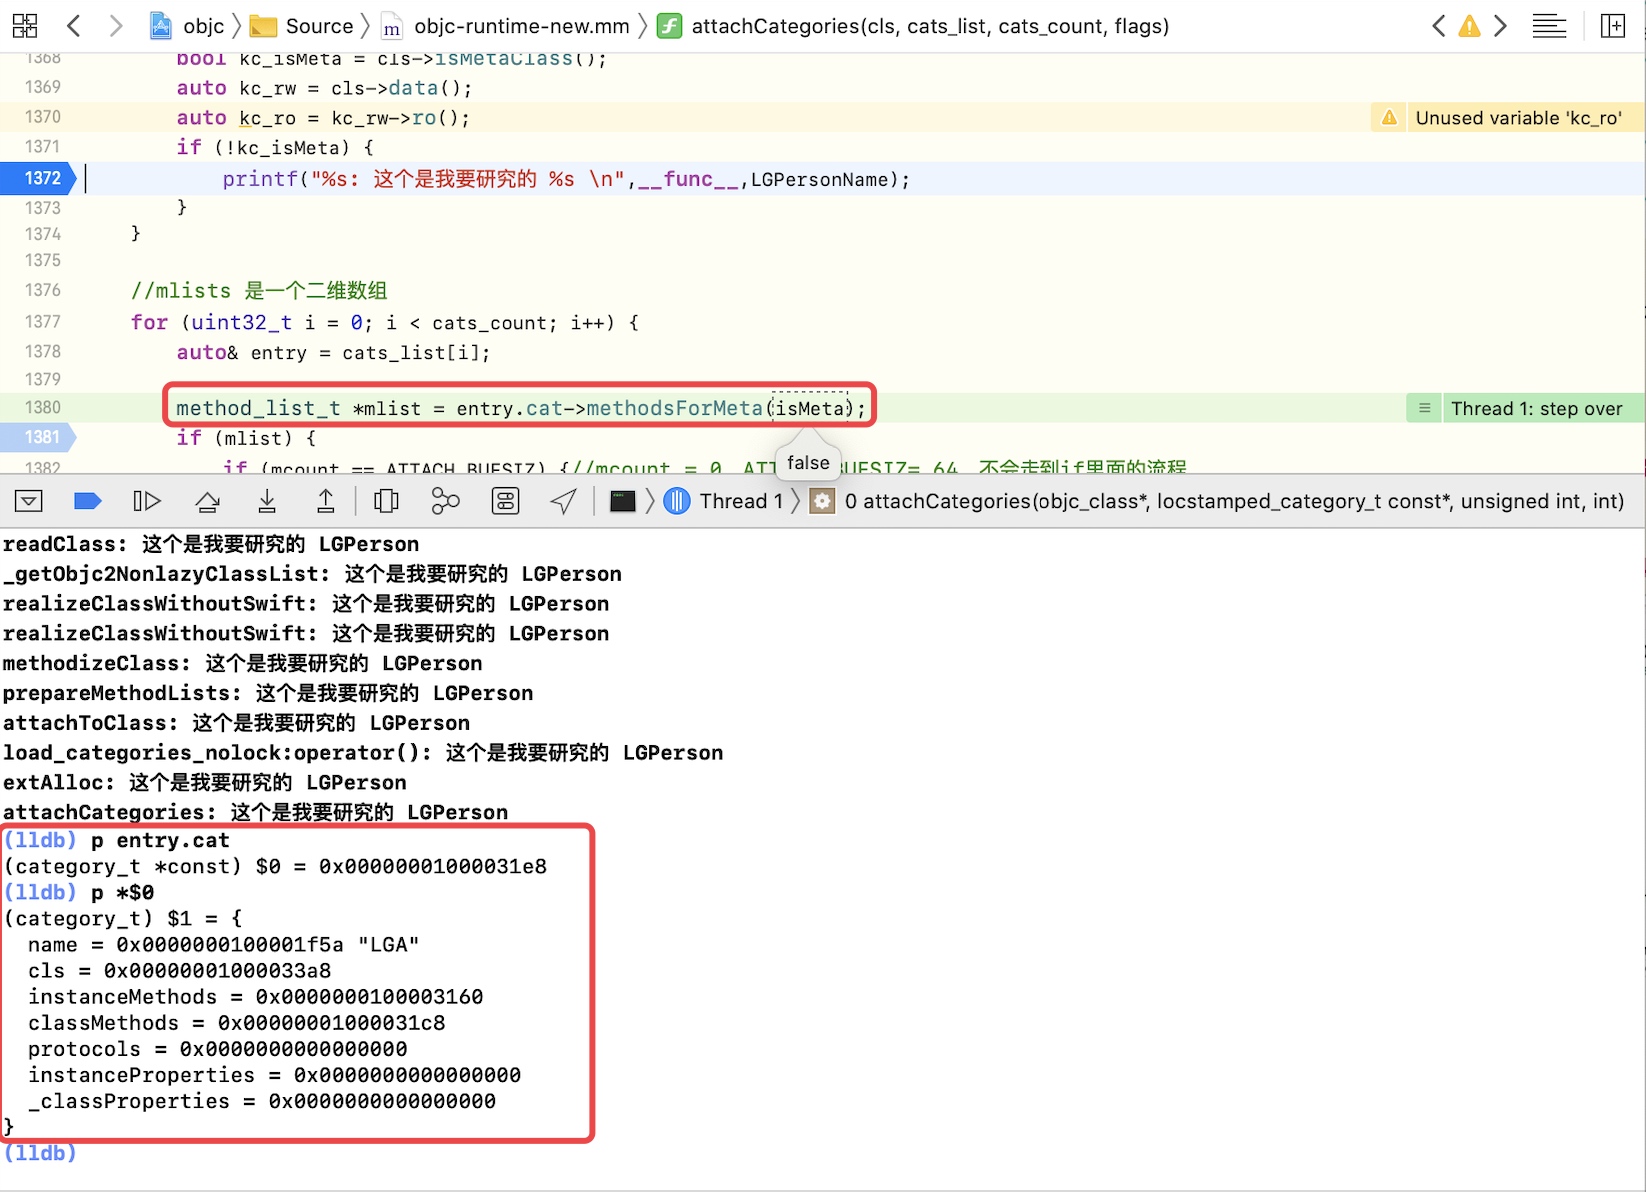 objc 〉 Source 〉 m objc-runtime-new.mm 〉 f attachCategories(cls, cats_list, cats_count, flags)
1368 bool kc_isMeta = cls->isMetaClass();
1369 auto kc_rw = cls->data();
1370 auto kc_ro = kc_rw->ro(); Unused variable 'kc_ro'
1371 if (!kc_isMeta) {
1372 printf("%s: 这个是我要研究的 %s \n",__func__,LGPersonName);
1373 }
1374 }
1375
1376 //mlists 是一个二维数组
1377 for (uint32_t i = 0; i < cats_count; i++) {
1378 auto& entry = cats_list[i];
1379
1380 method_list_t *mlist = entry.cat->methodsForMeta(isMeta); Thread 1: step over
1381 if (mlist) {
false
1382 if (mcount == ATTACH_BUFSIZ) {//mcount = 0, ATT BUFSIZ= 64, 不会走到if里面的流程
Thread 1 〉 0 attachCategories(objc_class*, locstamped_category_t const*, unsigned int, int)
readClass: 这个是我要研究的 LGPerson
_getObjc2NonlazyClassList: 这个是我要研究的 LGPerson
realizeClassWithoutSwift: 这个是我要研究的 LGPerson
realizeClassWithoutSwift: 这个是我要研究的 LGPerson
methodizeClass: 这个是我要研究的 LGPerson
prepareMethodLists: 这个是我要研究的 LGPerson
attachToClass: 这个是我要研究的 LGPerson
load_categories_nolock:operator(): 这个是我要研究的 LGPerson
extAlloc: 这个是我要研究的 LGPerson
attachCategories: 这个是我要研究的 LGPerson
(lldb) p entry.cat
(category_t *const) $0 = 0x00000001000031e8
(lldb) p *$0
(category_t) $1 = {
name = 0x0000000100001f5a "LGA"
cls = 0x00000001000033a8
instanceMethods = 0x0000000100003160
classMethods = 0x00000001000031c8
protocols = 0x0000000000000000
instanceProperties = 0x0000000000000000
_classProperties = 0x0000000000000000
}
(lldb)